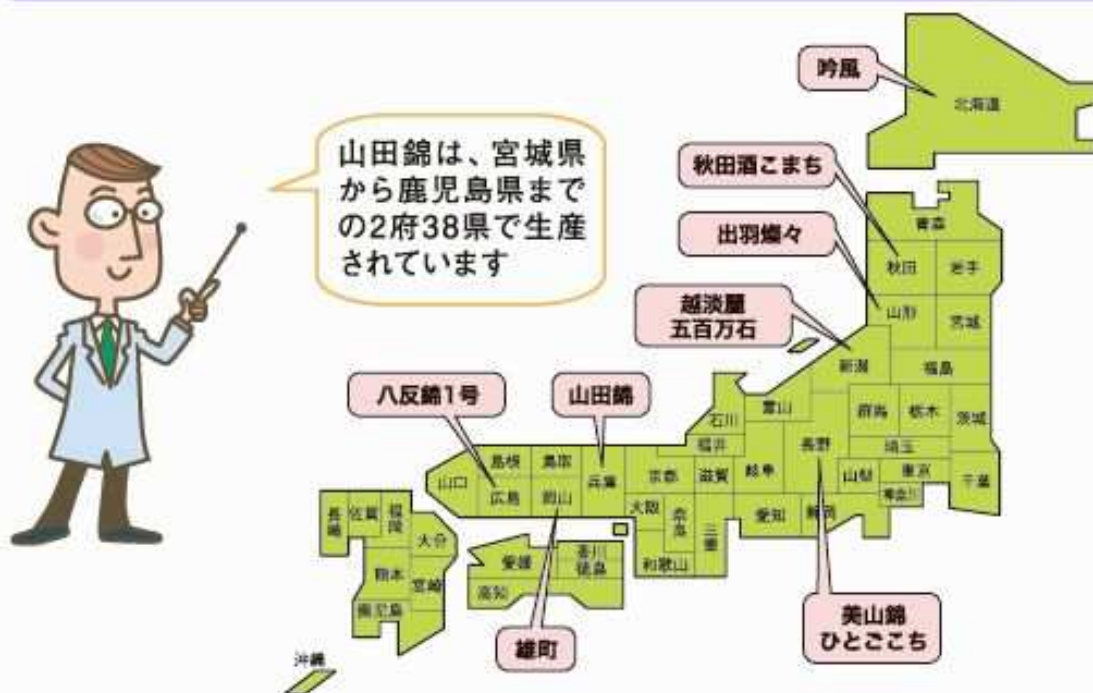 山田錦は、宮城県
から鹿児島県まで
の2府38県で生産
されています
吟風
北海道
秋田酒こまち
出羽燦々
越淡麗
五百万石
八反錦1号
山田錦
雄町
美山錦
ひとごこち
青森
秋田
岩手
山形
宮城
新潟
福島
石川
富山
群馬
栃木
茨城
福井
長野
埼玉
島根
鳥取
兵庫
京都
滋賀
岐阜
山梨
東京
千葉
山口
広島
岡山
大阪
奈良
三重
愛知
静岡
神奈川
和歌山
長崎
佐賀
福岡
大分
熊本
宮崎
鹿児島
愛媛
香川
徳島
高知
沖縄